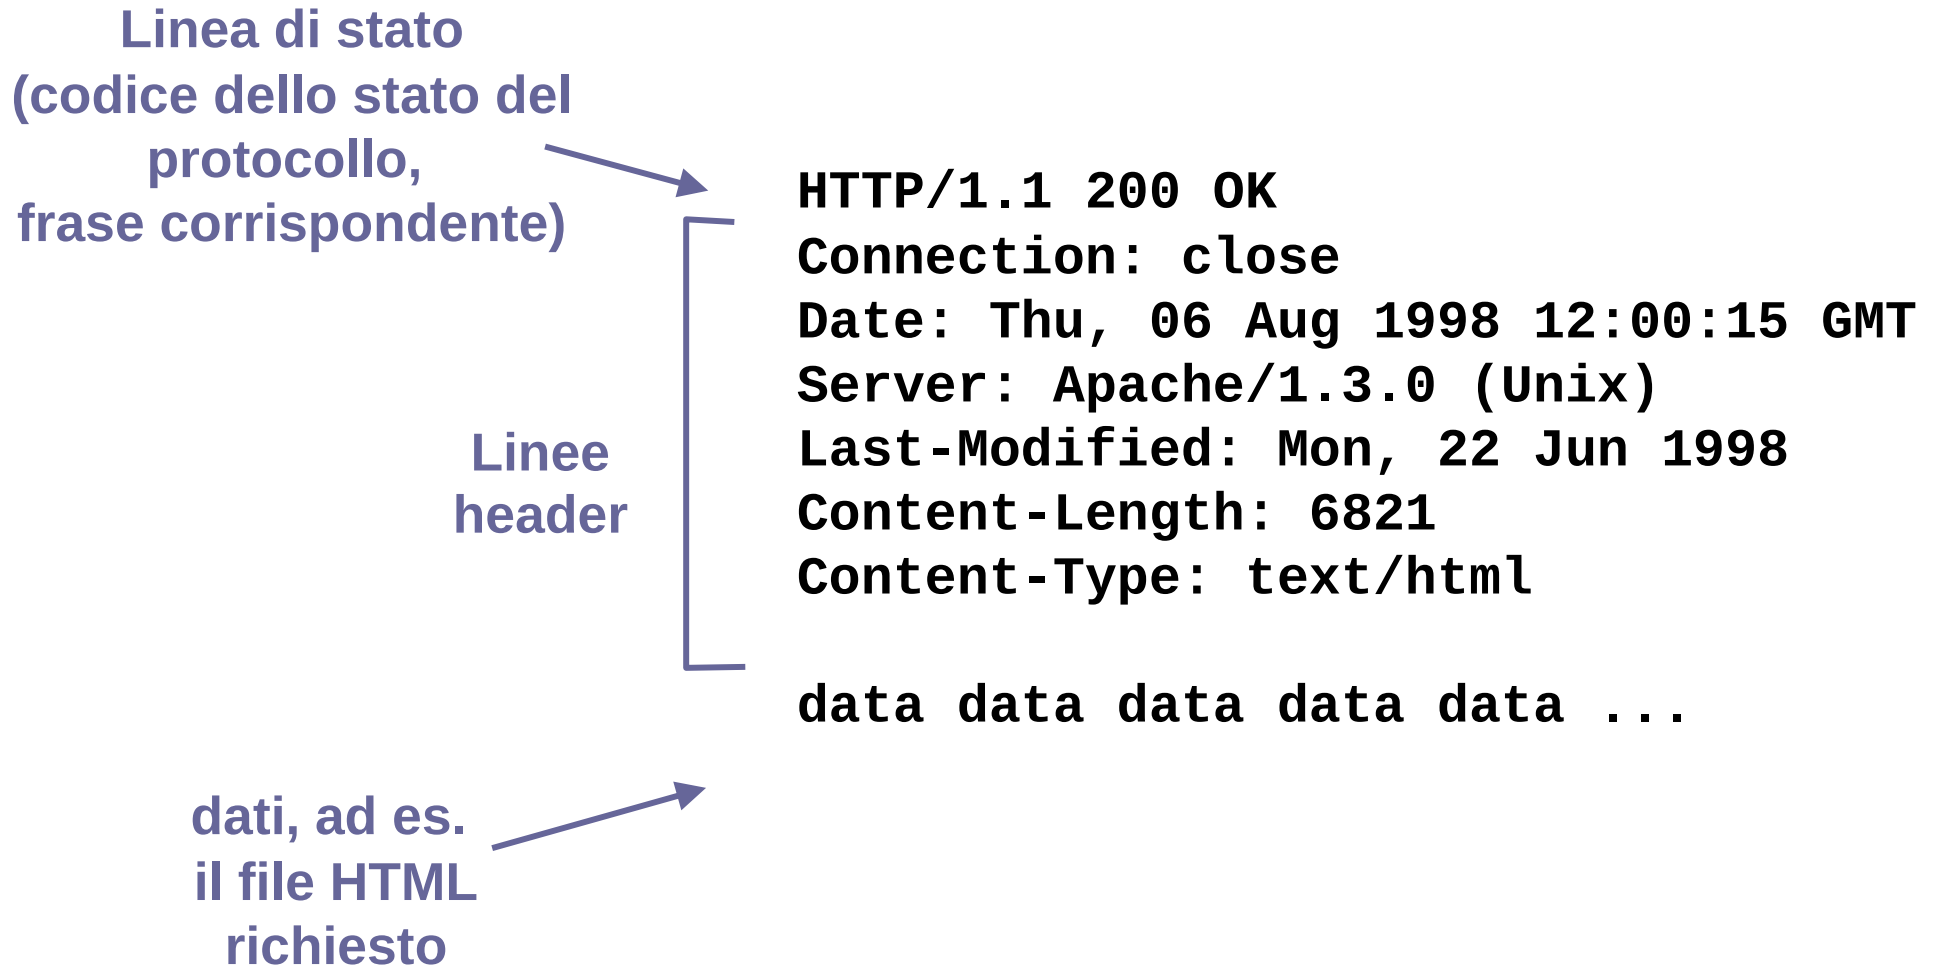 Linea di stato
(codice dello stato del
protocollo,
frase corrispondente)
HTTP/1.1 200 OK
Connection: close
Date: Thu, 06 Aug 1998 12:00:15 GMT
Server: Apache/1.3.0 (Unix)
Last-Modified: Mon, 22 Jun 1998
Content-Length: 6821
Content-Type: text/html
Linee
header
data data data data data ...
dati, ad es.
il file HTML
richiesto